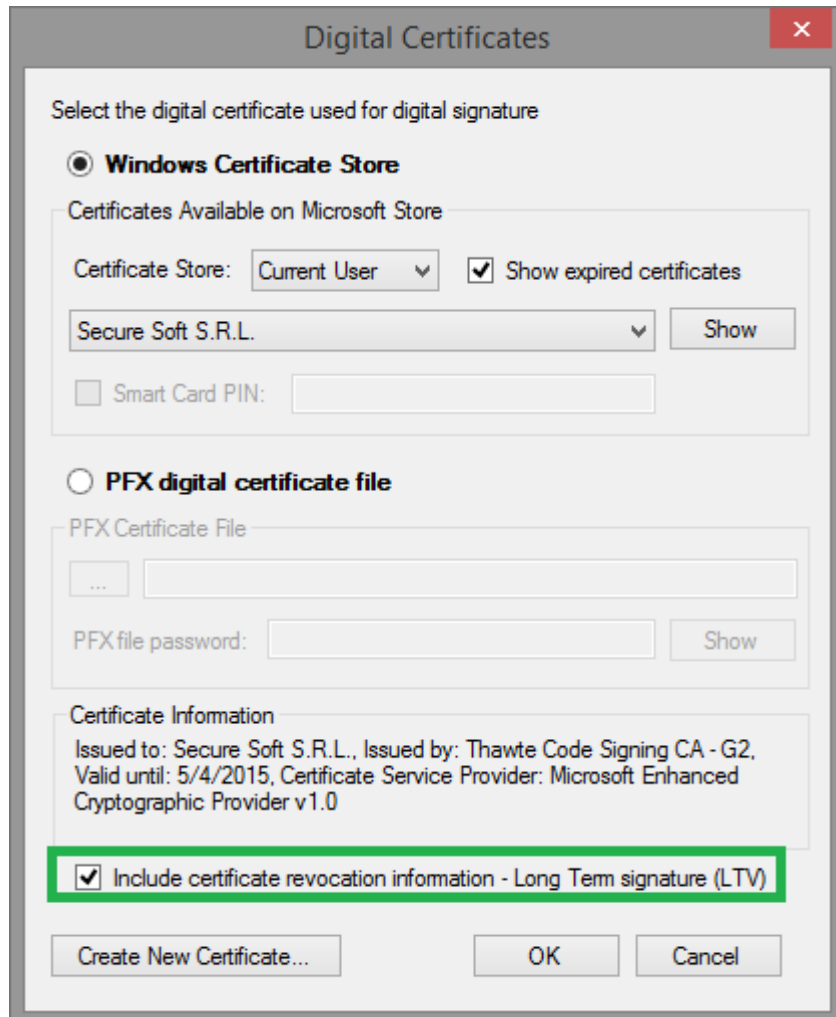 Digital Certificates
Select the digital certificate used for digital signature
Windows Certificate Store
Certificates Available on Microsoft Store
Certificate Store: Current User Show expired certificates
Secure Soft S.R.L. Show
Smart Card PIN:
PFX digital certificate file
PFX Certificate File
...
PFX file password: Show
Certificate Information
Issued to: Secure Soft S.R.L., Issued by: Thawte Code Signing CA - G2,
Valid until: 5/4/2015, Certificate Service Provider: Microsoft Enhanced
Cryptographic Provider v1.0
Include certificate revocation information - Long Term signature (LTV)
Create New Certificate... OK Cancel